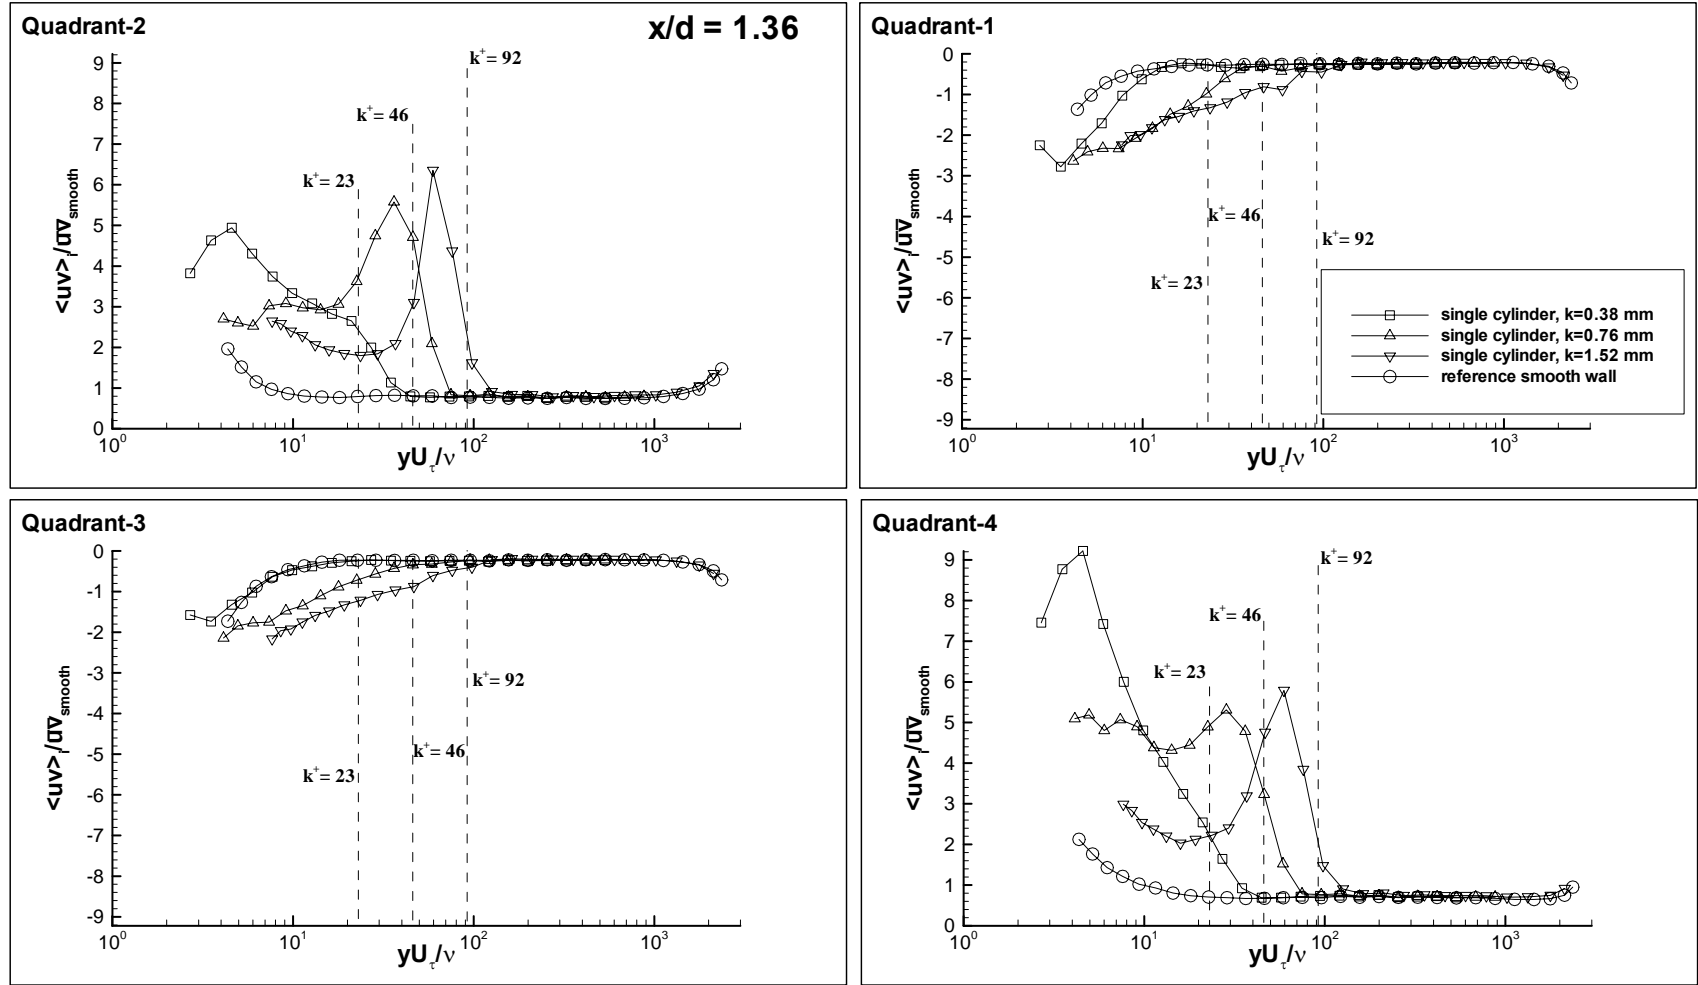 Quadrant-2
x/d = 1.36
k⁺= 92
k⁺= 46
k⁺= 23
9
8
7
6
5
4
3
2
1
0
<uv>ᵢ/u̅v̅smooth
10⁰
10¹
10²
10³
yUτ/ν
Quadrant-1
0
-1
-2
-3
-4
-5
-6
-7
-8
-9
<uv>ᵢ/u̅v̅smooth
k⁺= 46
k⁺= 92
k⁺= 23
single cylinder, k=0.38 mm
single cylinder, k=0.76 mm
single cylinder, k=1.52 mm
reference smooth wall
10⁰
10¹
10²
10³
yUτ/ν
Quadrant-3
0
-1
-2
-3
-4
-5
-6
-7
-8
-9
<uv>ᵢ/u̅v̅smooth
k⁺= 92
k⁺= 46
k⁺= 23
10⁰
10¹
10²
10³
yUτ/ν
Quadrant-4
9
8
7
6
5
4
3
2
1
0
<uv>ᵢ/u̅v̅smooth
k⁺= 92
k⁺= 46
k⁺= 23
10⁰
10¹
10²
10³
yUτ/ν